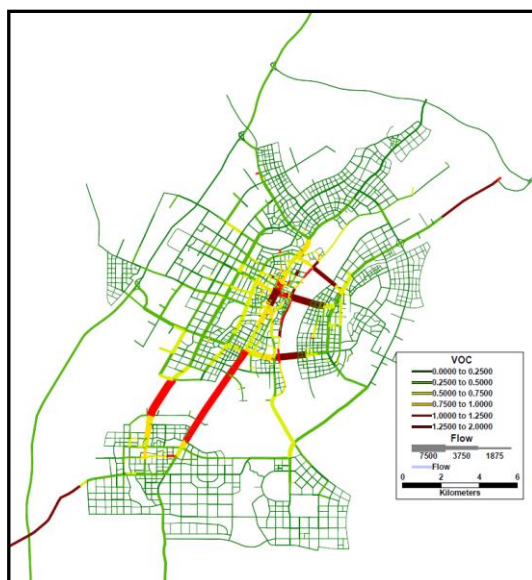 VOC
0.0000 to 0.2500
0.2500 to 0.5000
0.5000 to 0.7500
0.7500 to 1.0000
1.0000 to 1.2500
1.2500 to 2.0000
Flow
7500 3750 1875
Flow
0 2 4 6
Kilometers